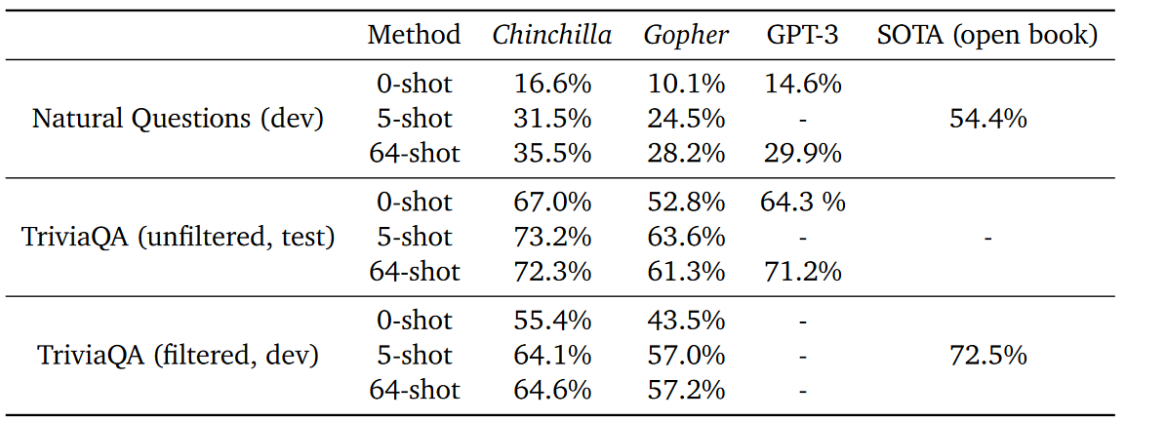 Method Chinchilla Gopher GPT-3 SOTA (open book)
0-shot 16.6% 10.1% 14.6%
Natural Questions (dev) 5-shot 31.5% 24.5% - 54.4%
64-shot 35.5% 28.2% 29.9%
0-shot 67.0% 52.8% 64.3 %
TriviaQA (unfiltered, test) 5-shot 73.2% 63.6% - -
64-shot 72.3% 61.3% 71.2%
0-shot 55.4% 43.5% -
TriviaQA (filtered, dev) 5-shot 64.1% 57.0% - 72.5%
64-shot 64.6% 57.2% -